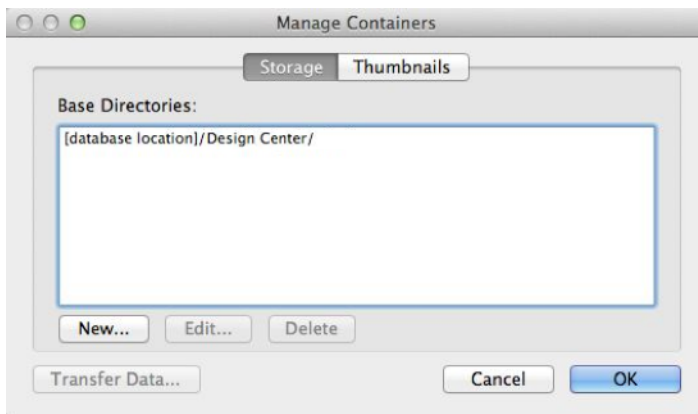 Manage Containers
Storage Thumbnails
Base Directories:
[database location]/Design Center/
New... Edit... Delete
Transfer Data... Cancel OK